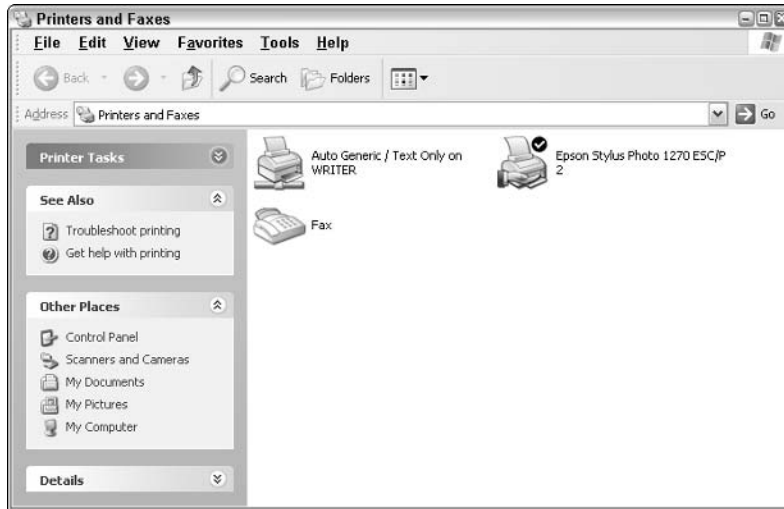 Printers and Faxes
File Edit View Favorites Tools Help
Back Search Folders
Address Printers and Faxes Go
Printer Tasks
See Also
Troubleshoot printing
Get help with printing
Other Places
Control Panel
Scanners and Cameras
My Documents
My Pictures
My Computer
Details
Auto Generic / Text Only on
WRITER
Epson Stylus Photo 1270 ESC/P
2
Fax